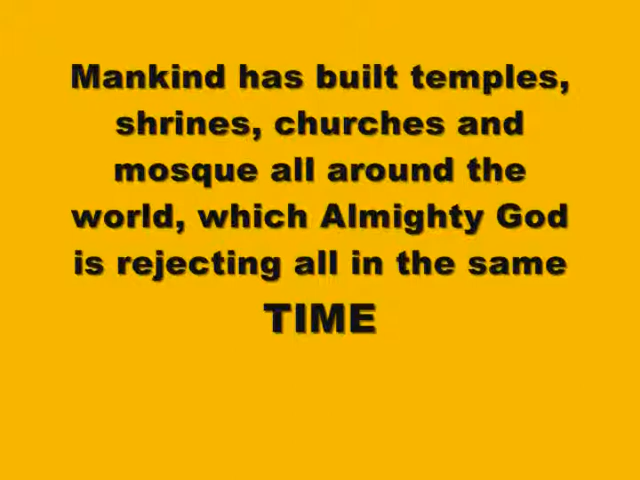 Mankind has built temples,
shrines, churches and
mosque all around the
world, which Almighty God
is rejecting all in the same
TIME